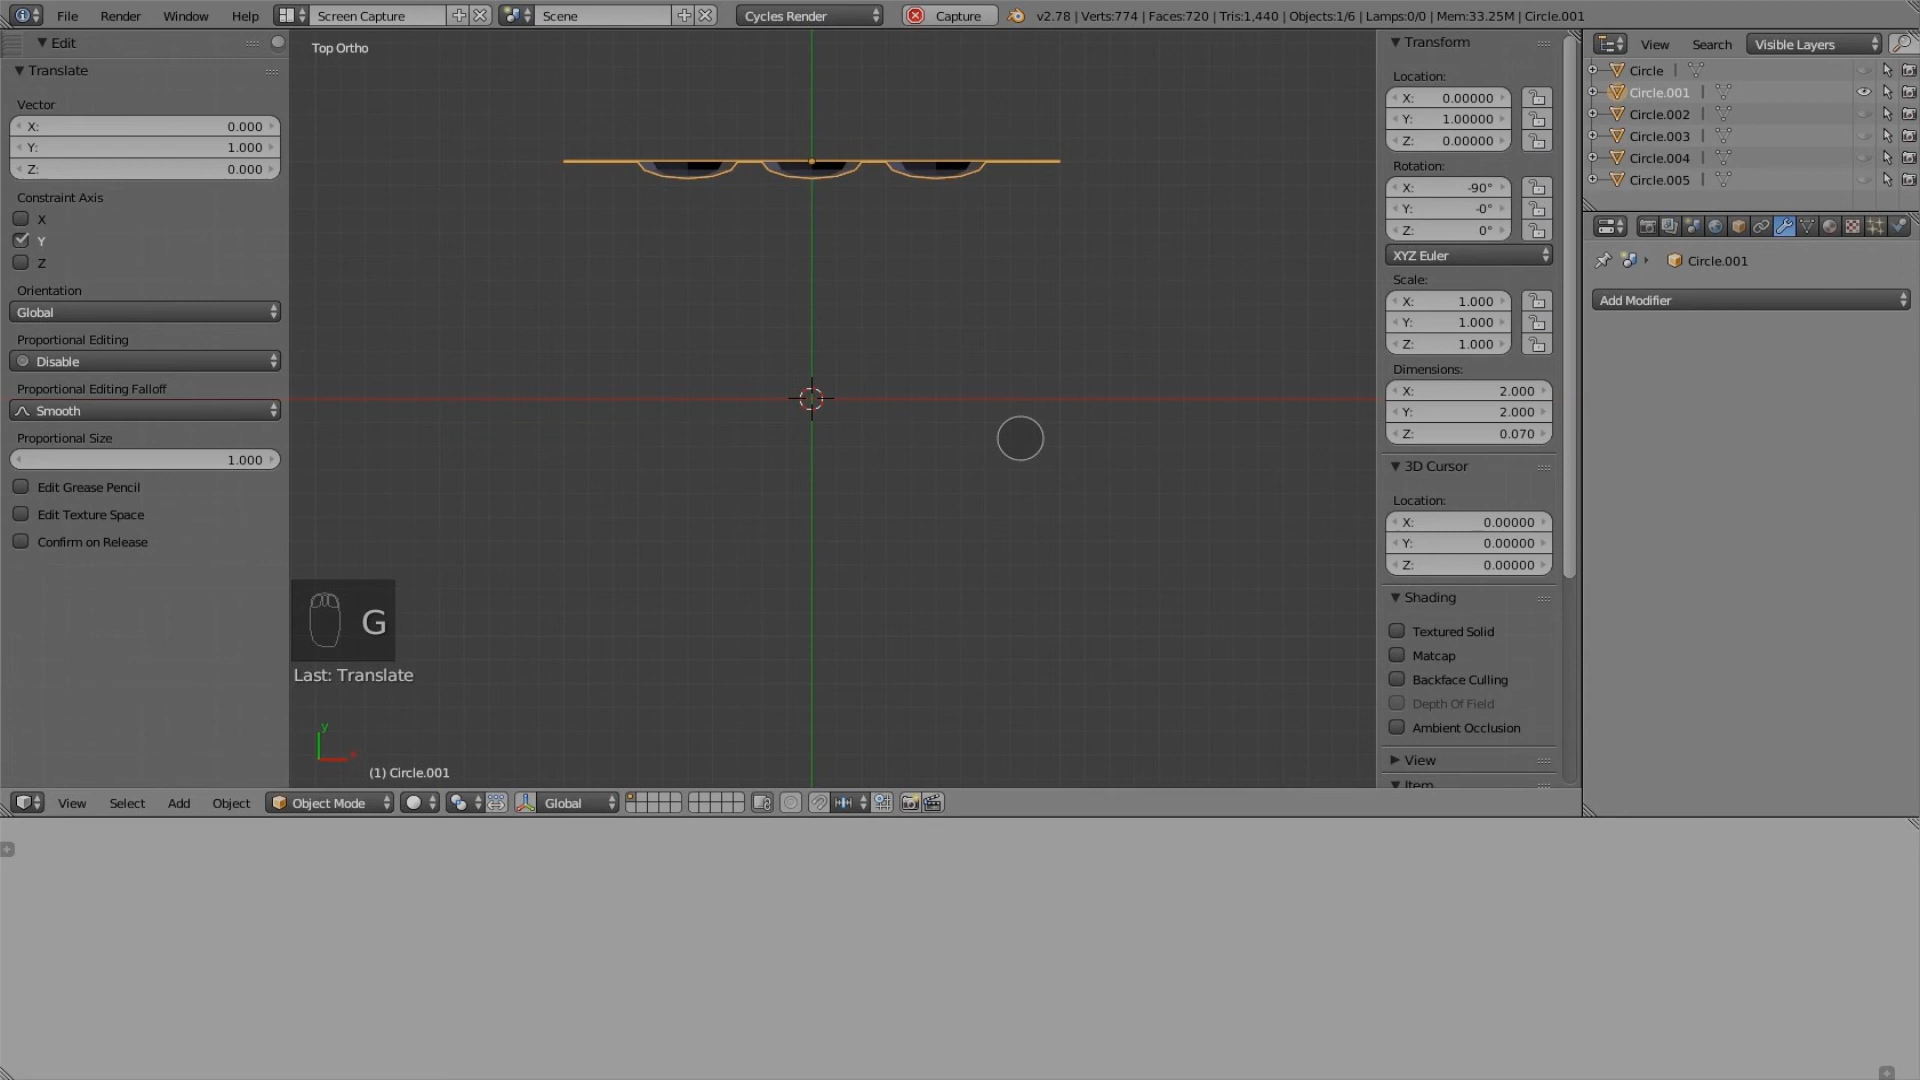 File Render Window Help Screen Capture Scene Cycles Render Capture v2.78 | Verts:774 | Faces:720 | Tris:1,440 | Objects:1/6 | Lamps:0/0 | Mem:33.25M | Circle.001
Edit
Translate
Vector
X: 0.000
Y: 1.000
Z: 0.000
Constraint Axis
X
Y
Z
Orientation
Global
Proportional Editing
Disable
Proportional Editing Falloff
Smooth
Proportional Size
1.000
Edit Grease Pencil
Edit Texture Space
Confirm on Release
Top Ortho
G
Last: Translate
y
x
(1) Circle.001
View Select Add Object Object Mode Global
Transform
Location:
X: 0.00000
Y: 1.00000
Z: 0.00000
Rotation:
X: -90°
Y: -0°
Z: 0°
XYZ Euler
Scale:
X: 1.000
Y: 1.000
Z: 1.000
Dimensions:
X: 2.000
Y: 2.000
Z: 0.070
3D Cursor
Location:
X: 0.00000
Y: 0.00000
Z: 0.00000
Shading
Textured Solid
Matcap
Backface Culling
Depth Of Field
Ambient Occlusion
View
Item
View Search Visible Layers
Circle
Circle.001
Circle.002
Circle.003
Circle.004
Circle.005
Circle.001
Add Modifier